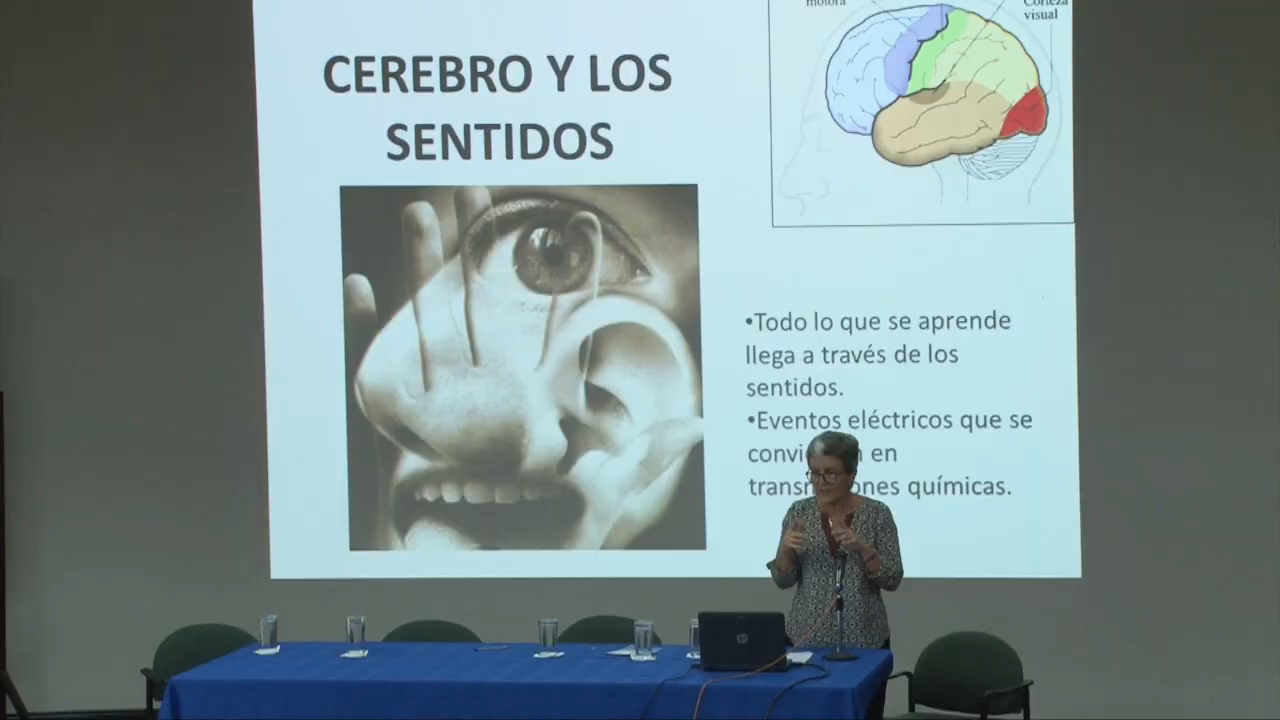 motora
Corteza
visual
CEREBRO Y LOS
SENTIDOS
•Todo lo que se aprende
llega a través de los
sentidos.
•Eventos eléctricos que se
en
químicas.
hp